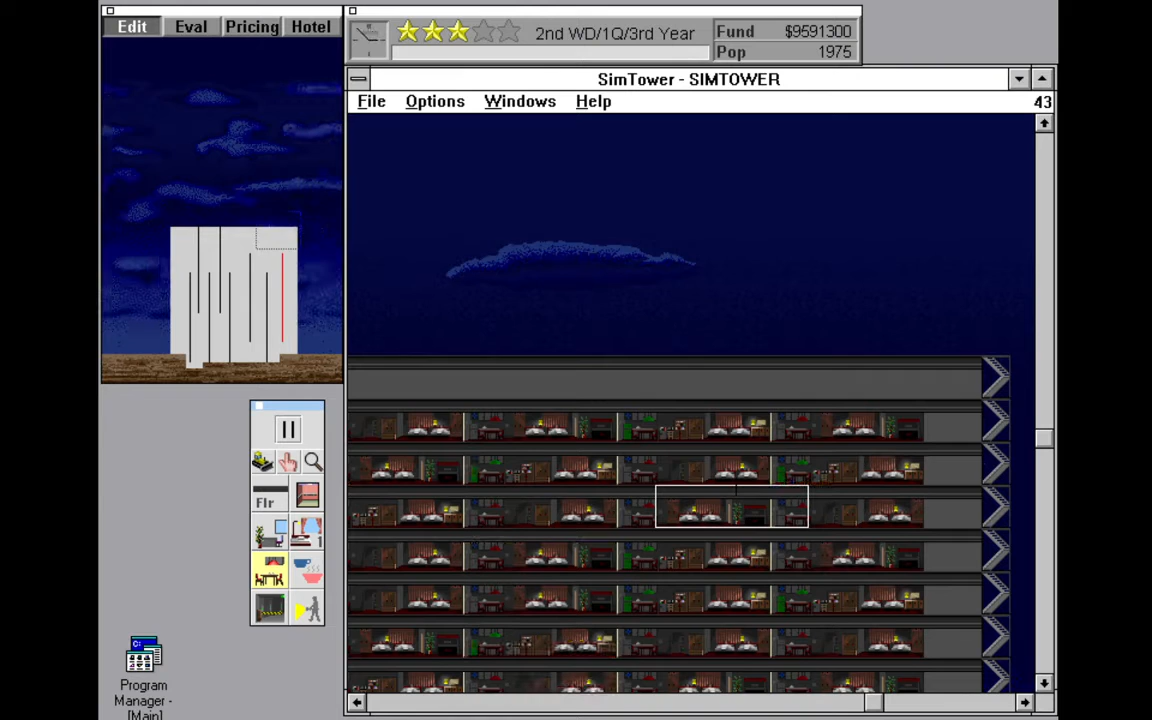 Edit Eval Pricing Hotel
2nd WD/1Q/3rd Year
Fund $9591300
Pop 1975
SimTower - SIMTOWER
File Options Windows Help 43
Flr
1
C:\
Program
Manager -
[Main]